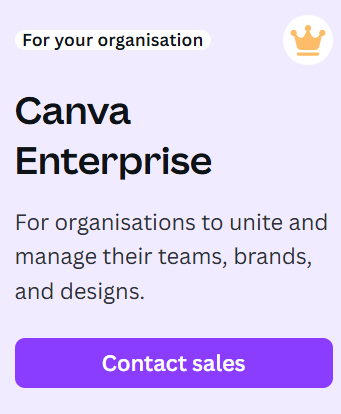 For your organisation
Canva
Enterprise
For organisations to unite and
manage their teams, brands,
and designs.
Contact sales